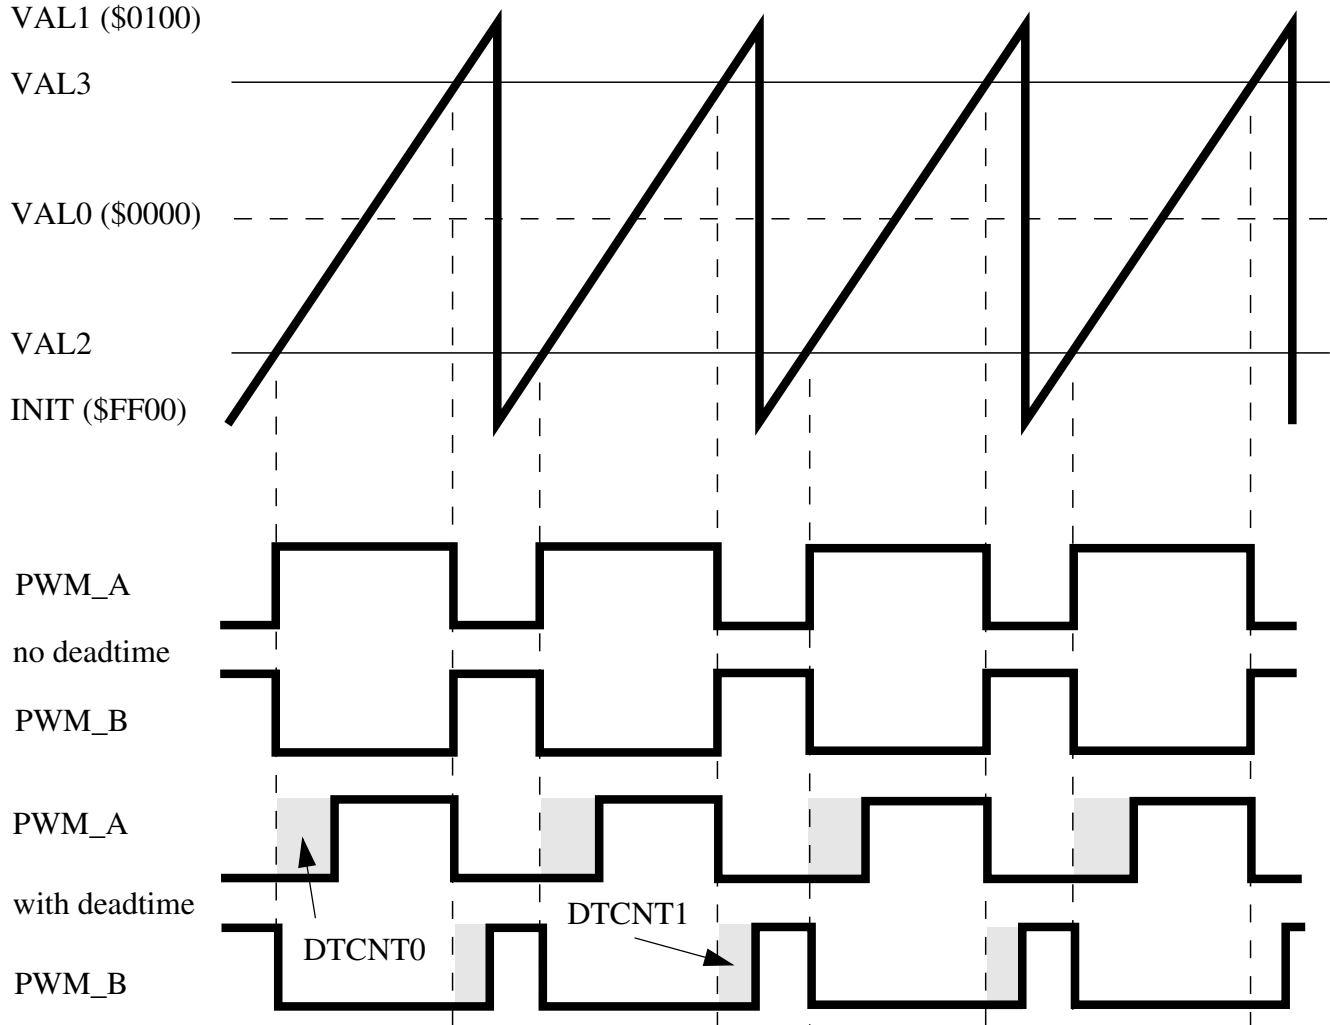 VAL1 ($0100)
VAL3
VAL0 ($0000)
VAL2
INIT ($FF00)
PWM_A
no deadtime
PWM_B
PWM_A
with deadtime
DTCNT1
DTCNT0
PWM_B